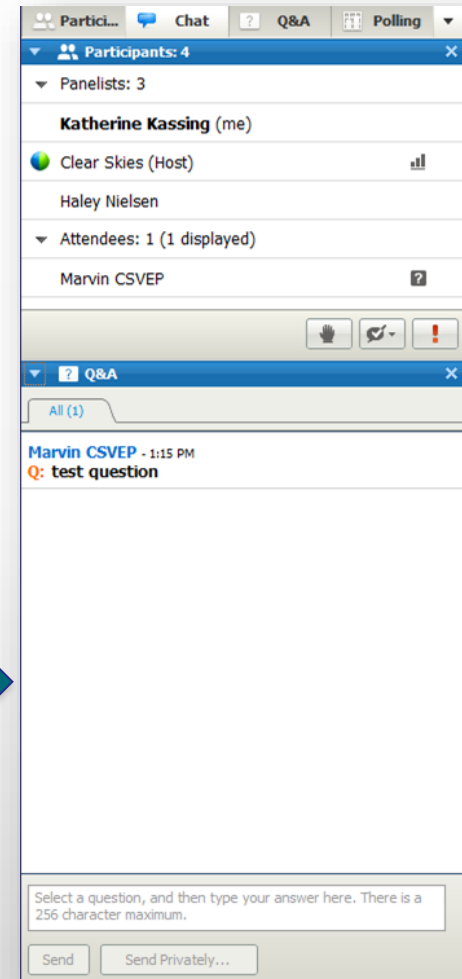 Partici... Chat ? Q&A Polling
Participants: 4
Panelists: 3
Katherine Kassing (me)
Clear Skies (Host)
Haley Nielsen
Attendees: 1 (1 displayed)
Marvin CSVEP ?
!
? Q&A
All (1)
Marvin CSVEP - 1:15 PM
Q: test question
Select a question, and then type your answer here. There is a
256 character maximum.
Send Send Privately...